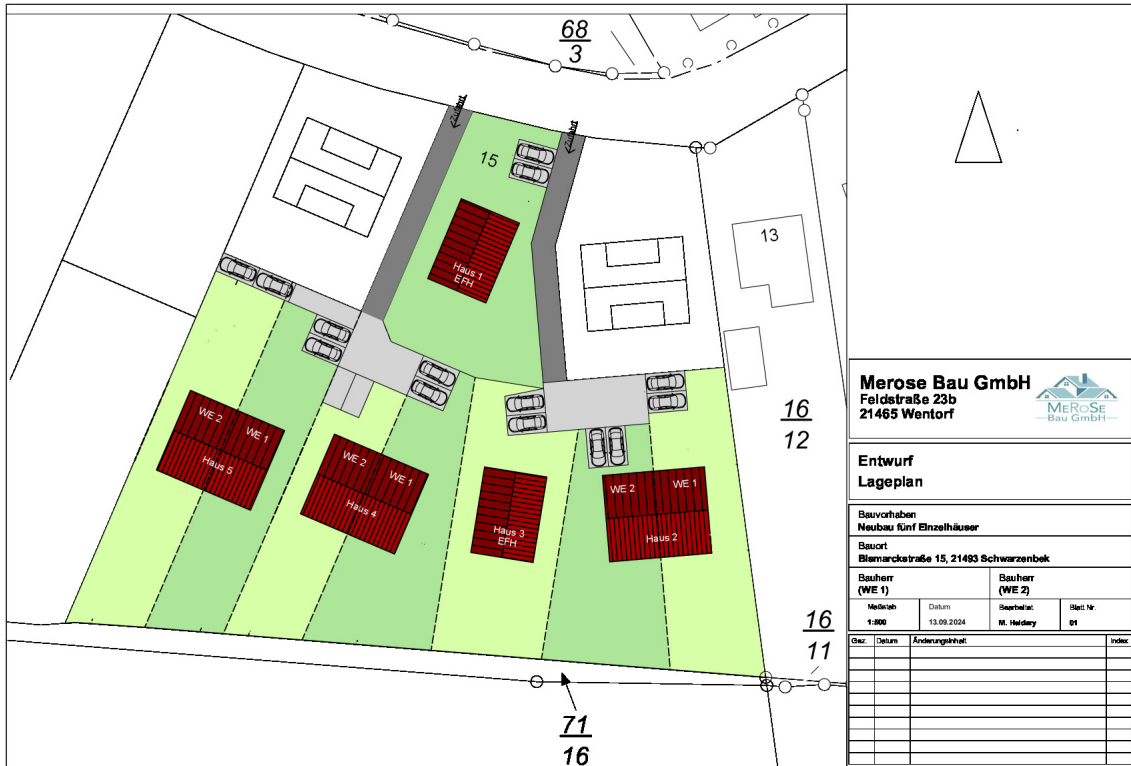 68
3
Zufahrt
Zufahrt
15
13
Haus 1
EFH
WE 2
WE 1
Haus 5
WE 2
WE 1
Haus 4
Haus 3
EFH
WE 2
WE 1
Haus 2
16
12
16
11
71
16
Merose Bau GmbH
Feldstraße 23b
21465 Wentorf
MEROSE
Bau GmbH
Entwurf
Lageplan
Bauvorhaben
Neubau fünf Einzelhäuser
Bauort
Bismarckstraße 15, 21493 Schwarzenbek
Bauherr
(WE 1)
Bauherr
(WE 2)
Maßstab
1:500
Datum
13.09.2024
Bearbeitet
M. Heidary
Blatt Nr.
01
Gez. Datum Änderungsinhalt Index